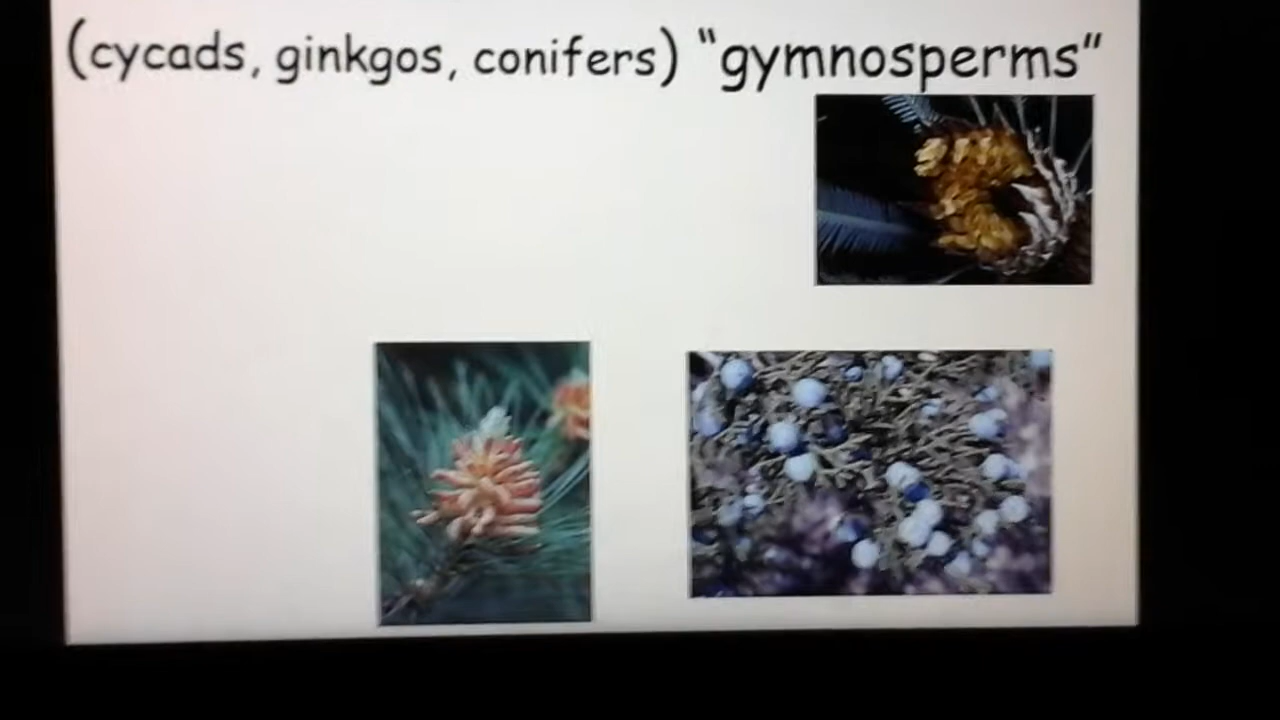 (cycads, ginkgos, conifers) “gymnosperms”